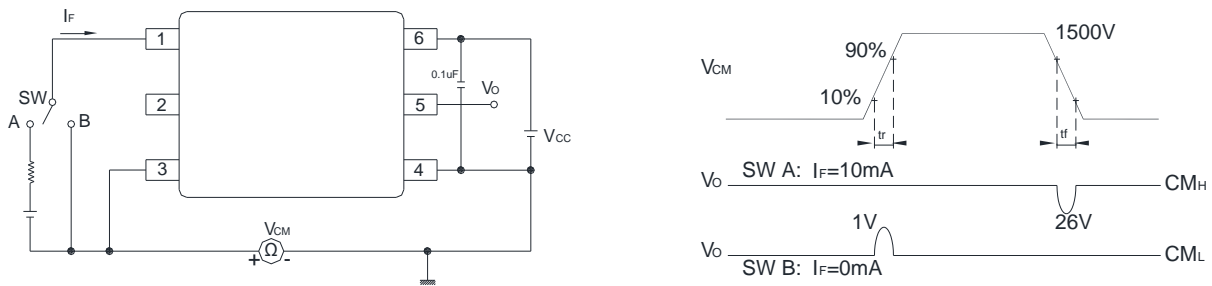 IF
1
6
0.1uF
SW
2
5
VO
A
B
VCC
3
4
VCM
Ω
+ -
1500V
90%
VCM
10%
tr
tf
VO SW A: IF=10mA CMH
1V
26V
VO SW B: IF=0mA CML